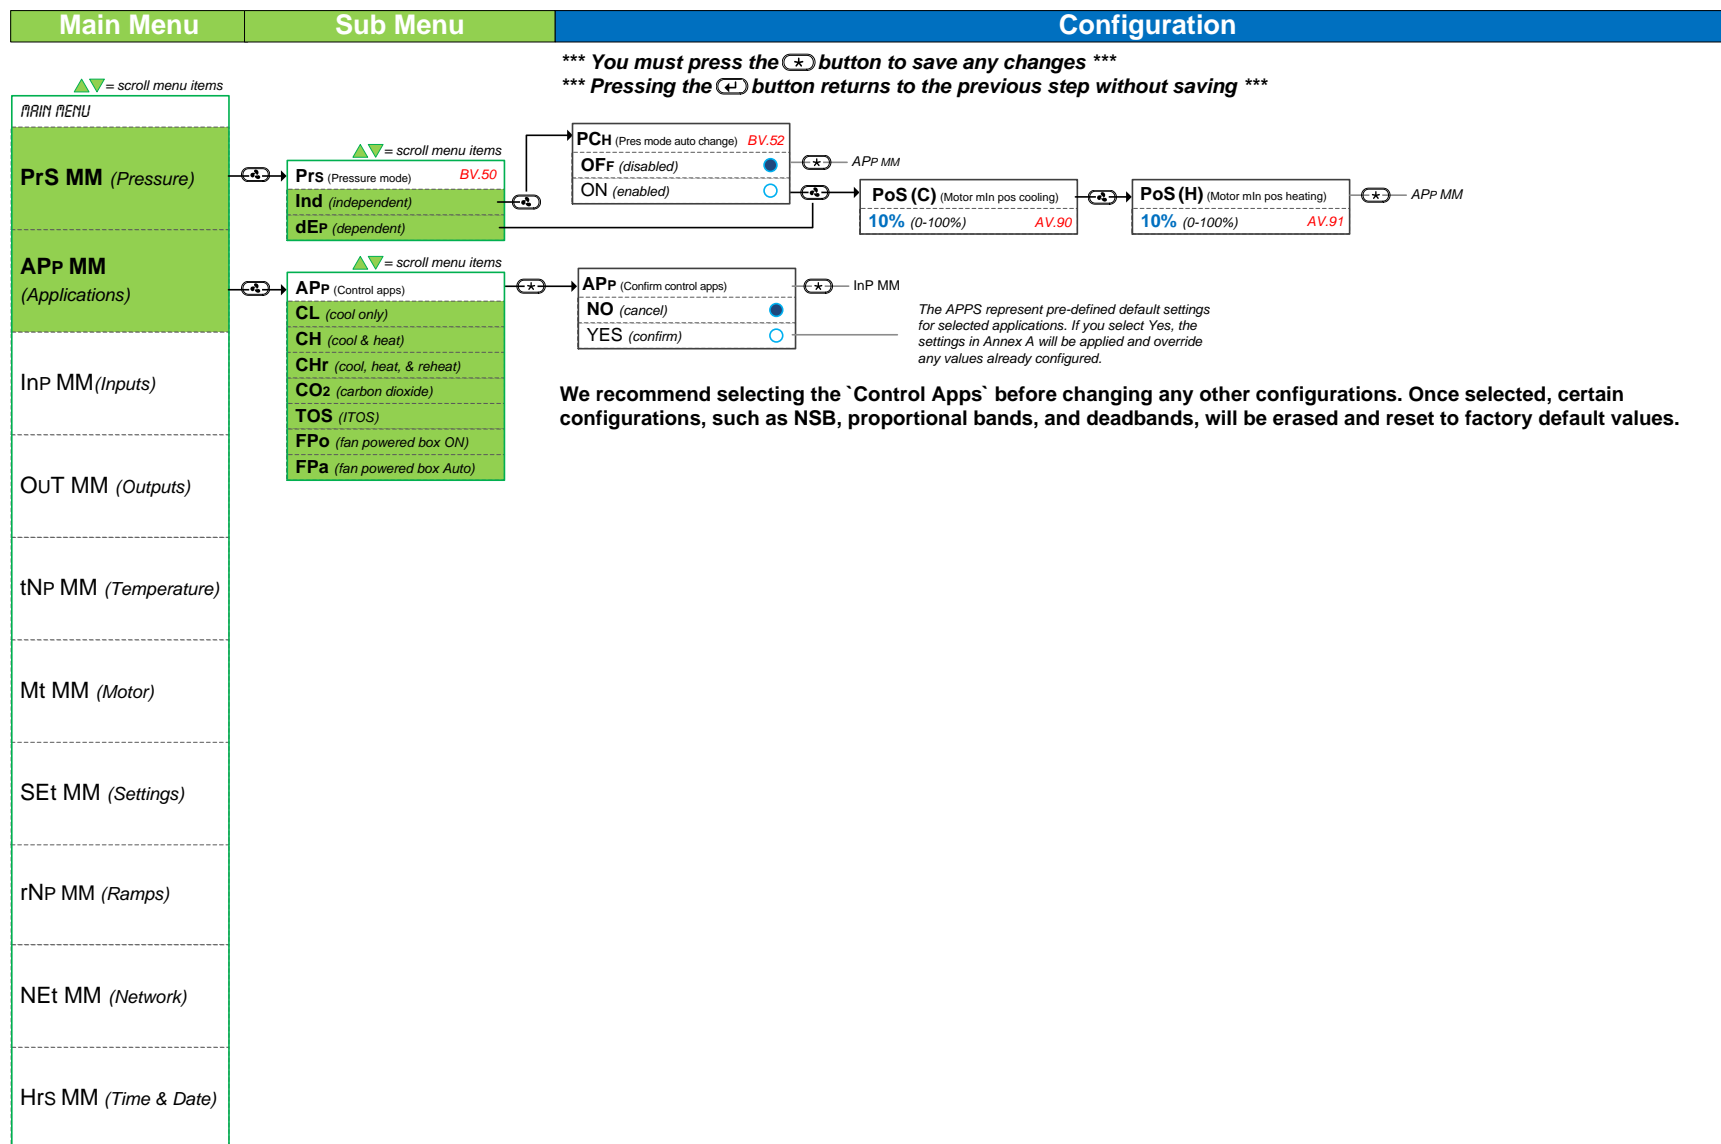 Main Menu
Sub Menu
Configuration
*** You must press the * button to save any changes ***
*** Pressing the ↵ button returns to the previous step without saving ***
= scroll menu items
MAIN MENU
PrS MM (Pressure)
APP MM
(Applications)
InP MM(Inputs)
OUT MM (Outputs)
tNP MM (Temperature)
Mt MM (Motor)
SEt MM (Settings)
rNP MM (Ramps)
NEt MM (Network)
HrS MM (Time & Date)
= scroll menu items
PrS (Pressure mode) BV.50
Ind (independent)
dEP (dependent)
PCH (Pres mode auto change) BV.52
OFF (disabled)
ON (enabled)
* APP MM
PoS (C) (Motor mIn pos cooling)
10% (0-100%) AV.90
PoS (H) (Motor mIn pos heating)
10% (0-100%) AV.91
* APP MM
= scroll menu items
APP (Control apps)
CL (cool only)
CH (cool & heat)
CHr (cool, heat, & reheat)
CO2 (carbon dioxide)
TOS (ITOS)
FPo (fan powered box ON)
FPa (fan powered box Auto)
*
APP (Confirm control apps)
NO (cancel)
YES (confirm)
* InP MM
The APPS represent pre-defined default settings
for selected applications. If you select Yes, the
settings in Annex A will be applied and override
any values already configured.
We recommend selecting the `Control Apps` before changing any other configurations. Once selected, certain
configurations, such as NSB, proportional bands, and deadbands, will be erased and reset to factory default values.